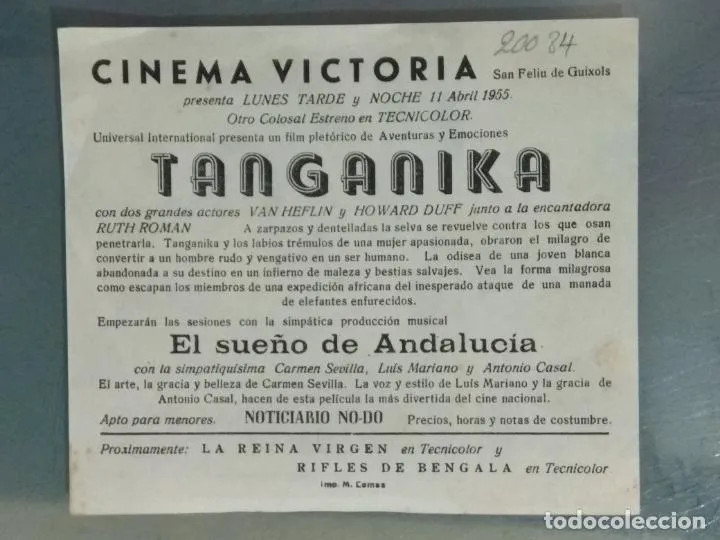 20034
CINEMA VICTORIA San Feliu de Guixols
presenta LUNES TARDE y NOCHE 11 Abril 1955.
Otro Colosal Estreno en TECNICOLOR.
Universal International presenta un film pletórico de Aventuras y Emociones
TANGANIKA
con dos grandes actores VAN HEFLIN y HOWARD DUFF junto a la encantadora
RUTH ROMAN A zarpazos y dentelladas la selva se revuelve contra los que osan
penetrarla. Tanganika y los labios trémulos de una mujer apasionada, obraron el milagro de
convertir a un hombre rudo y vengativo en un ser humano. La odisea de una joven blanca
abandonada a su destino en un infierno de maleza y bestias salvajes. Vea la forma milagrosa
como escapan los miembros de una expedición africana del inesperado ataque de una manada
de elefantes enfurecidos.
Empezarán las sesiones con la simpática producción musical
El sueño de Andalucía
con la simpatiquísima Carmen Sevilla, Luís Mariano y Antonio Casal.
El arte, la gracia y belleza de Carmen Sevilla. La voz y estilo de Luís Mariano y la gracia de
Antonio Casal, hacen de esta película la más divertida del cine nacional.
Apto para menores. NOTICIARIO NO-DO Precios, horas y notas de costumbre.
Proximamente: LA REINA VIRGEN en Tecnicolor y
RIFLES DE BENGALA en Tecnicolor
Imp. M. Comas
todocoleccion
todocoleccion.net